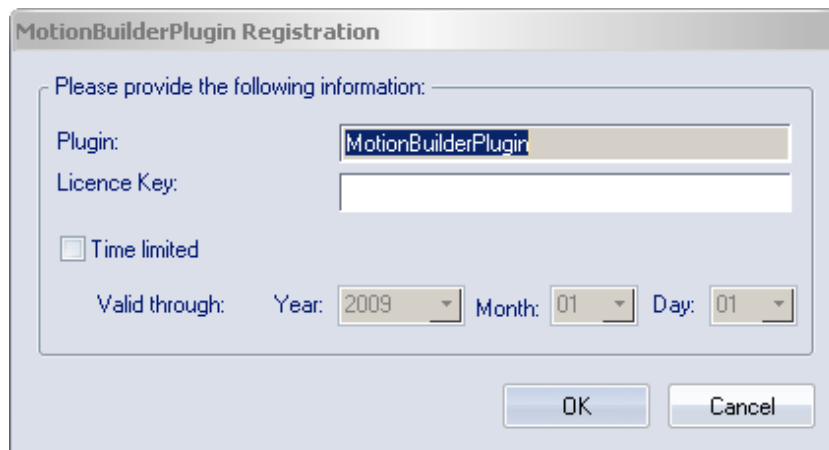 MotionBuilderPlugin Registration
Please provide the following information:
Plugin: MotionBuilderPlugin
Licence Key:
Time limited
Valid through: Year: 2009 Month: 01 Day: 01
OK Cancel